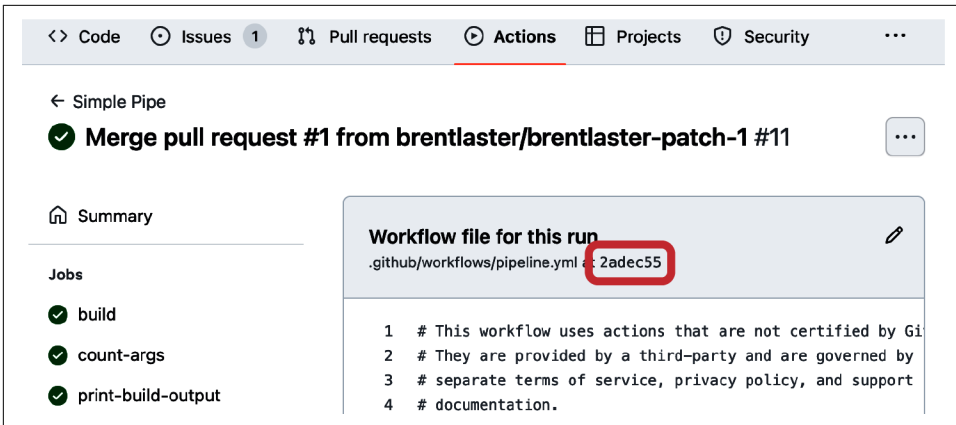 <> Code Issues 1 Pull requests Actions Projects Security ...
← Simple Pipe
Merge pull request #1 from brentlaster/brentlaster-patch-1 #11 ...
Summary
Jobs
build
count-args
print-build-output
Workflow file for this run
.github/workflows/pipeline.yml at 2adec55
1 # This workflow uses actions that are not certified by Gi
2 # They are provided by a third-party and are governed by
3 # separate terms of service, privacy policy, and support
4 # documentation.